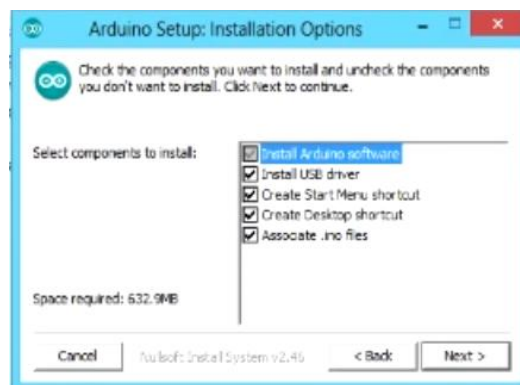 Arduino Setup: Installation Options
Check the components you want to install and uncheck the components
you don't want to install. Click Next to continue.
Select components to install:
Install Arduino software
Install USB driver
Create Start Menu shortcut
Create Desktop shortcut
Associate .ino files
Space required: 632.9MB
Cancel
Nullsoft Install System v2.46
< Back
Next >